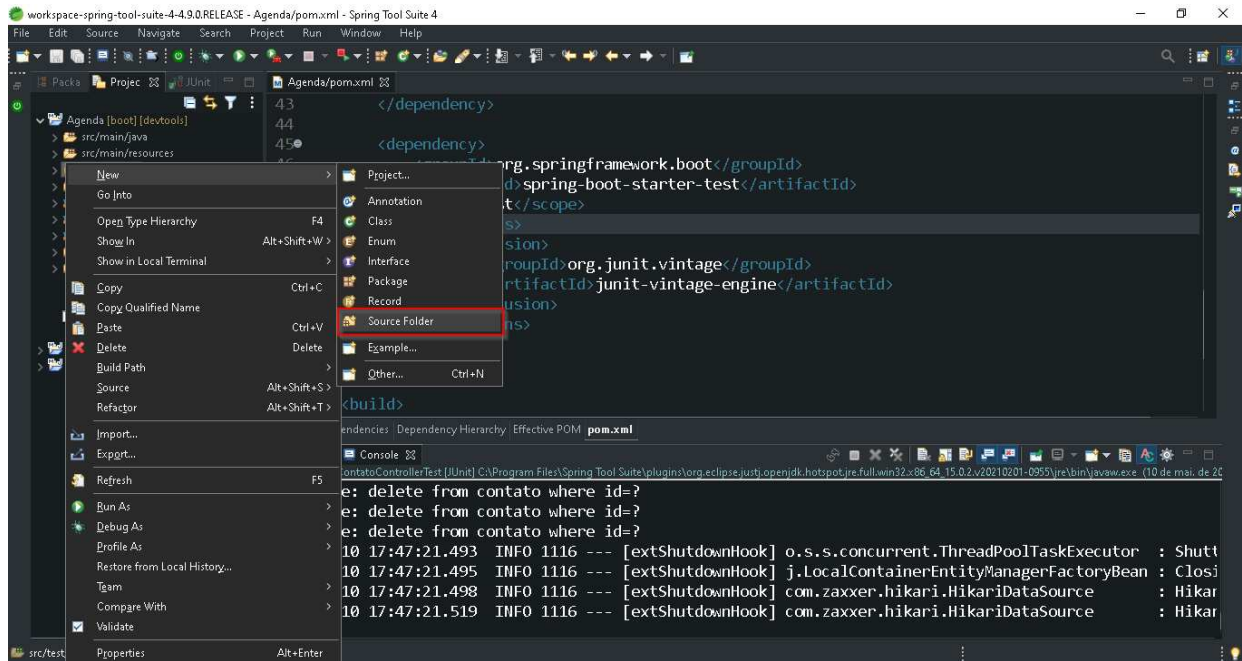 workspace-spring-tool-suite-4-4.9.0.RELEASE - Agenda/pom.xml - Spring Tool Suite 4
File Edit Source Navigate Search Project Run Window Help
Packa Projec JUnit Agenda/pom.xml
Agenda [boot] [devtools]
src/main/java
src/main/resources
New
Go Into
Open Type Hierarchy F4
Show In Alt+Shift+W >
Show in Local Terminal
Copy Ctrl+C
Copy Qualified Name
Paste Ctrl+V
Delete Delete
Build Path
Source Alt+Shift+S >
Refactor Alt+Shift+T >
Import...
Export...
Refresh F5
Run As
Debug As
Profile As
Restore from Local History...
Team
Compare With
Validate
Properties Alt+Enter
Project...
Annotation
Class
Enum
Interface
Package
Record
Source Folder
Example...
Other... Ctrl+N
43 </dependency>
44
45 <dependency>
org.springframework.boot</groupId>
d>spring-boot-starter-test</artifactId>
t</scope>
s>
sion>
roupId>org.junit.vintage</groupId>
rtifactId>junit-vintage-engine</artifactId>
usion>
ns>
<build>
endencies Dependency Hierarchy Effective POM pom.xml
Console
ontatoControllerTest [JUnit] C:\Program Files\Spring Tool Suite\plugins\org.eclipse.justj.openjdk.hotspot.jre.full.win32.x86_64_15.0.2.v20210201-0955\jre\bin\javaw.exe (10 de mai. de 20
e: delete from contato where id=?
e: delete from contato where id=?
e: delete from contato where id=?
10 17:47:21.493 INFO 1116 --- [extShutdownHook] o.s.s.concurrent.ThreadPoolTaskExecutor : Shutt
10 17:47:21.495 INFO 1116 --- [extShutdownHook] j.LocalContainerEntityManagerFactoryBean : Closi
10 17:47:21.498 INFO 1116 --- [extShutdownHook] com.zaxxer.hikari.HikariDataSource : Hikar
10 17:47:21.519 INFO 1116 --- [extShutdownHook] com.zaxxer.hikari.HikariDataSource : Hikar
src/test